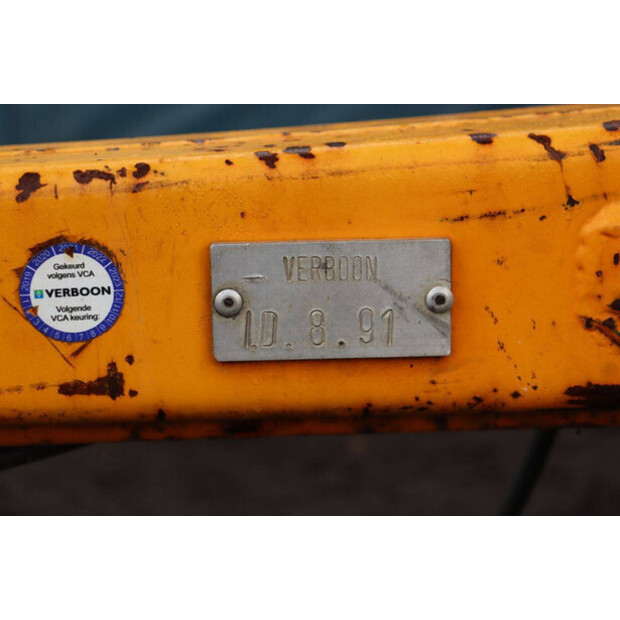 2019 2020 2021 2022 2023
Gekeurd
volgens VCA
VERBOON
Volgende
VCA keuring:
1 2 3 4 5 6 7 8 9 10 11 12
VERBOON
I.D. 8.91